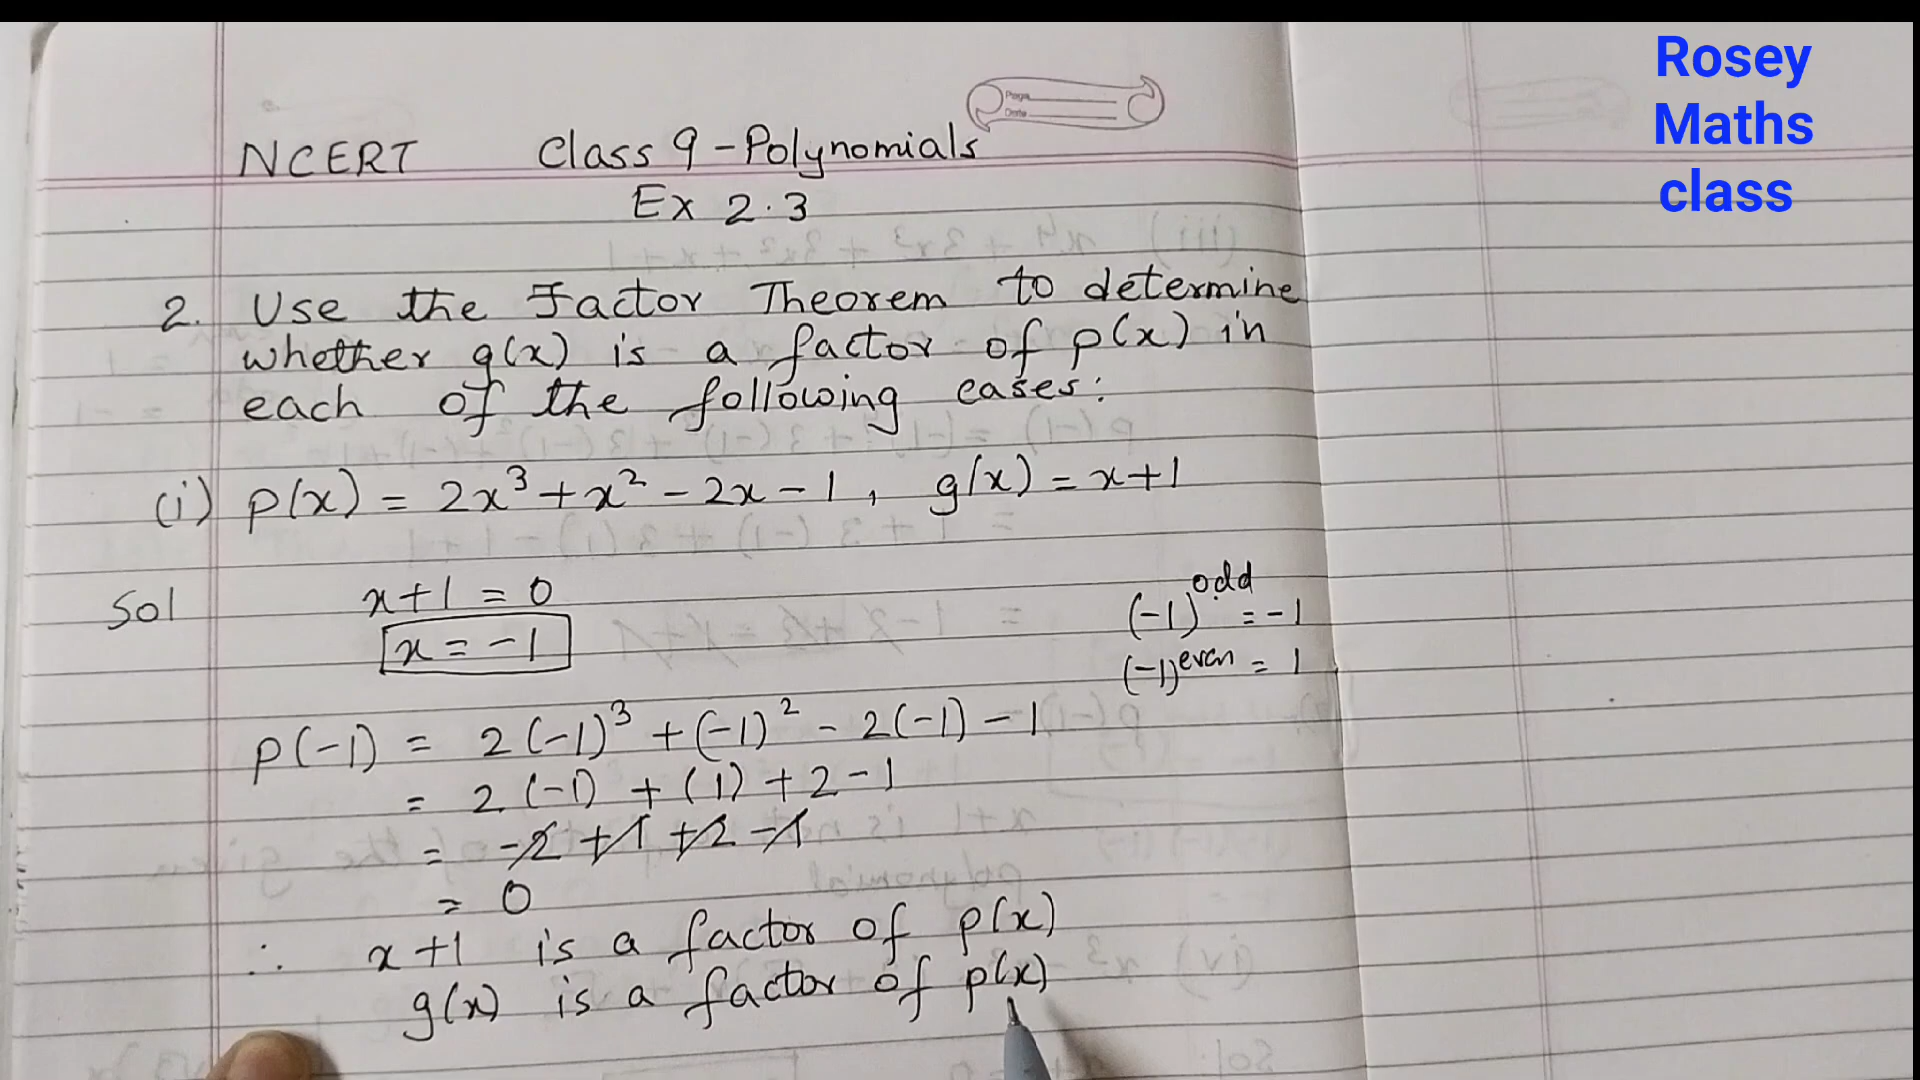 Rosey
Maths
class
Page
Date
NCERT Class 9 - Polynomials
Ex 2.3
2. Use the Factor Theorem to determine
whether g(x) is a factor of p(x) in
each of the following cases:
(i) p(x) = 2x³ + x² - 2x - 1, g(x) = x+1
Sol x+1 = 0
x = -1
(-1)^odd = -1
(-1)^even = 1
P(-1) = 2(-1)³ + (-1)² - 2(-1) - 1
= 2(-1) + (1) + 2 - 1
= -2 + 1 + 2 - 1
= 0
∴ x+1 is a factor of p(x)
g(x) is a factor of p(x)